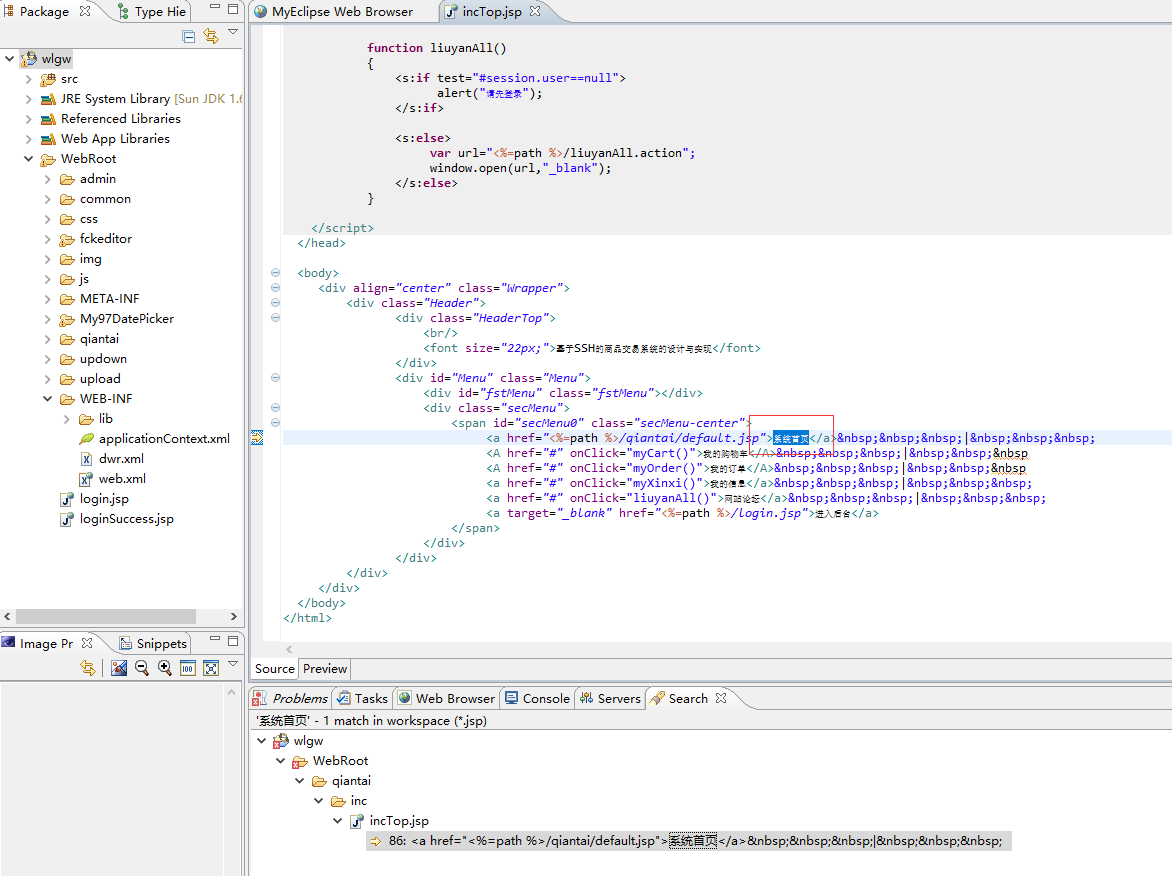 Package
Type Hie
wlgw
src
JRE System Library [Sun JDK 1.6
Referenced Libraries
Web App Libraries
WebRoot
admin
common
css
fckeditor
img
js
META-INF
My97DatePicker
qiantai
updown
upload
WEB-INF
lib
applicationContext.xml
dwr.xml
web.xml
login.jsp
loginSuccess.jsp
Image Pr
Snippets
MyEclipse Web Browser
incTop.jsp
function liuyanAll()
{
<s:if test="#session.user==null">
alert("请先登录");
</s:if>
<s:else>
var url="<%=path %>/liuyanAll.action";
window.open(url,"_blank");
</s:else>
}
</script>
</head>
<body>
<div align="center" class="Wrapper">
<div class="Header">
<div class="HeaderTop">
<br/>
<font size="22px;">基于SSH的商品交易系统的设计与实现</font>
</div>
<div id="Menu" class="Menu">
<div id="fstMenu" class="fstMenu"></div>
<div class="secMenu">
<span id="secMenu0" class="secMenu-center">
<a href="<%=path %>/qiantai/default.jsp">系统首页</a>&nbsp;&nbsp;&nbsp;|&nbsp;&nbsp;&nbsp;
<A href="#" onClick="myCart()">我的购物车</A>&nbsp;&nbsp;&nbsp;|&nbsp;&nbsp;&nbsp
<A href="#" onClick="myOrder()">我的订单</A>&nbsp;&nbsp;&nbsp;|&nbsp;&nbsp;&nbsp
<a href="#" onClick="myXinxi()">我的信息</a>&nbsp;&nbsp;&nbsp;|&nbsp;&nbsp;&nbsp;
<a href="#" onClick="liuyanAll()">网站论坛</a>&nbsp;&nbsp;&nbsp;|&nbsp;&nbsp;&nbsp;
<a target="_blank" href="<%=path %>/login.jsp">进入后台</a>
</span>
</div>
</div>
</div>
</div>
</body>
</html>
Source
Preview
Problems
Tasks
Web Browser
Console
Servers
Search
'系统首页' - 1 match in workspace (*.jsp)
wlgw
WebRoot
qiantai
inc
incTop.jsp
86: <a href="<%=path %>/qiantai/default.jsp">系统首页</a>&nbsp;&nbsp;&nbsp;|&nbsp;&nbsp;&nbsp;